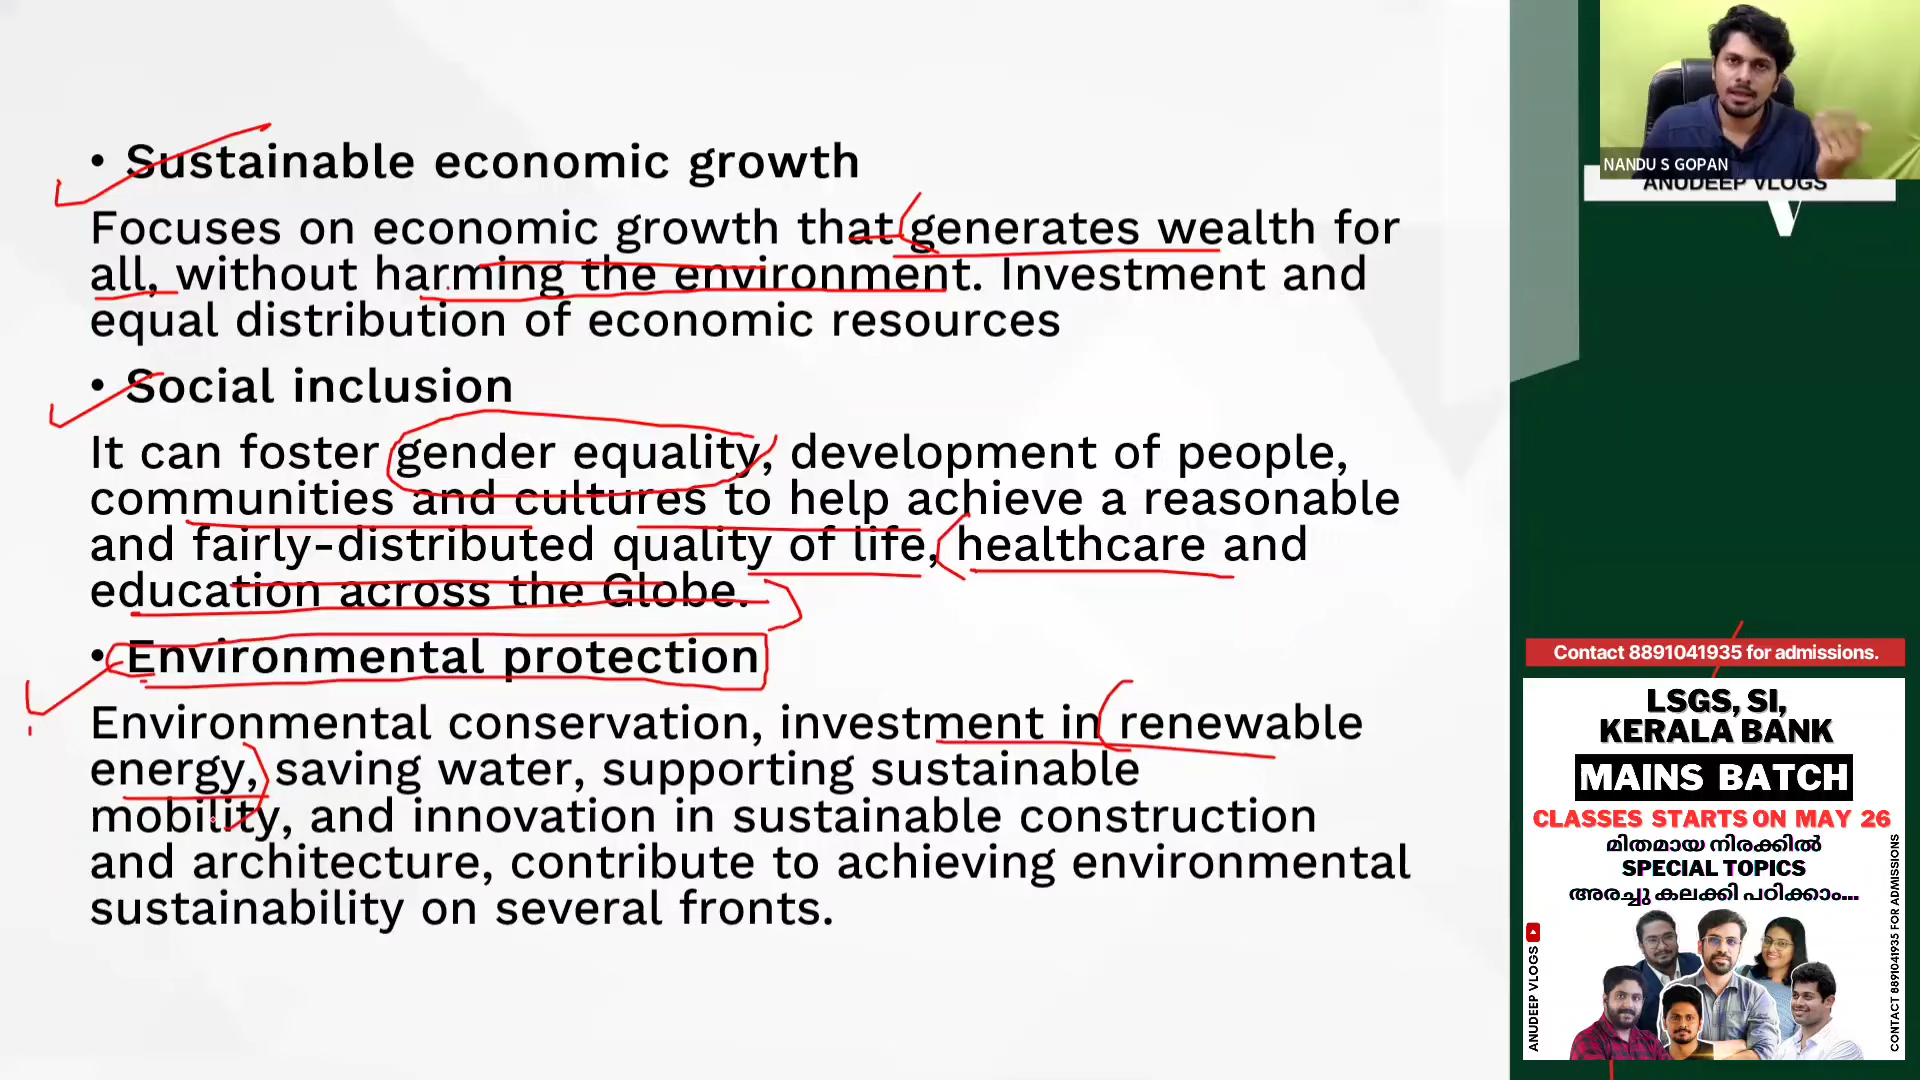 • Sustainable economic growth
Focuses on economic growth that generates wealth for
all, without harming the environment. Investment and
equal distribution of economic resources
• Social inclusion
It can foster gender equality, development of people,
communities and cultures to help achieve a reasonable
and fairly-distributed quality of life, healthcare and
education across the Globe.
• Environmental protection
Environmental conservation, investment in renewable
energy, saving water, supporting sustainable
mobility, and innovation in sustainable construction
and architecture, contribute to achieving environmental
sustainability on several fronts.
NANDU S GOPAN
ANUDEEP VLOGS
Contact 8891041935 for admissions.
LSGS, SI,
KERALA BANK
MAINS BATCH
CLASSES STARTS ON MAY 26
മിതമായ നിരക്കിൽ
SPECIAL TOPICS
അരച്ചു കലക്കി പഠിക്കാം...
ANUDEEP VLOGS
CONTACT 8891041935 FOR ADMISSIONS